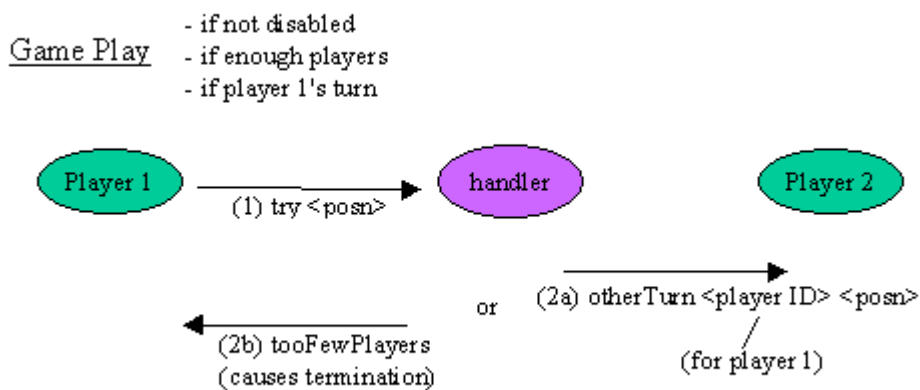 Game Play
- if not disabled
- if enough players
- if player 1's turn
Player 1
handler
Player 2
(1) try <posn>
or
(2a) otherTurn <player ID> <posn>
(2b) tooFewPlayers
(causes termination)
(for player 1)